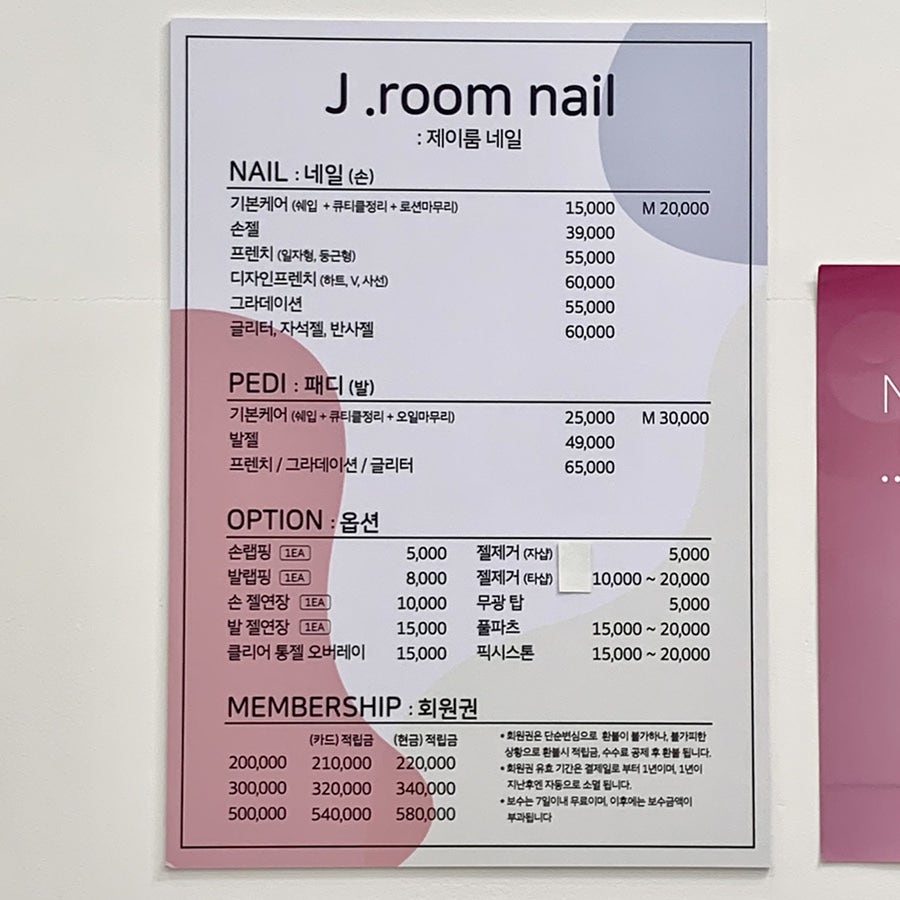 J .room nail
: 제이룸 네일
NAIL : 네일 (손)
기본케어 (쉐입 + 큐티클정리 + 로션마무리) 15,000 M 20,000
손젤 39,000
프렌치 (일자형, 둥근형) 55,000
디자인프렌치 (하트, V, 사선) 60,000
그라데이션 55,000
글리터, 자석젤, 반사젤 60,000
PEDI : 패디 (발)
기본케어 (쉐입 + 큐티클정리 + 오일마무리) 25,000 M 30,000
발젤 49,000
프렌치 / 그라데이션 / 글리터 65,000
OPTION : 옵션
손랩핑 1EA 5,000 젤제거 (자샵) 5,000
발랩핑 1EA 8,000 젤제거 (타샵) 10,000 ~ 20,000
손 젤연장 1EA 10,000 무광 탑 5,000
발 젤연장 1EA 15,000 풀파츠 15,000 ~ 20,000
클리어 통젤 오버레이 15,000 픽시스톤 15,000 ~ 20,000
MEMBERSHIP : 회원권
(카드) 적립금 (현금) 적립금
200,000 210,000 220,000
300,000 320,000 340,000
500,000 540,000 580,000
• 회원권은 단순변심으로 환불이 불가하나, 불가피한
상황으로 환불시 적립금, 수수료 공제 후 환불 됩니다.
• 회원권 유효 기간은 결제일로 부터 1년이며, 1년이
지난후엔 자동으로 소멸 됩니다.
• 보수는 7일이내 무료이며, 이후에는 보수금액이
부과됩니다
N